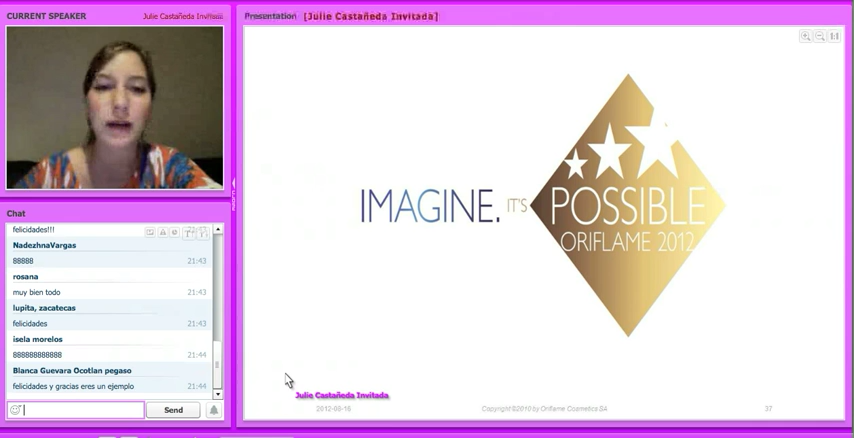 CURRENT SPEAKER
Julie Castañeda Invitada
Presentation [Julie Castañeda Invitada]
1:1
IMAGINE. IT'S POSSIBLE
ORIFLAME 2012
Chat
felicidades!!!
NadezhnaVargas
88888 21:43
rosana
muy bien todo 21:43
lupita, zacatecas
felicidades 21:43
isela morelos
888888888888 21:44
Blanca Guevara Ocotlan pegaso
felicidades y gracias eres un ejemplo 21:44
Send
Julie Castañeda Invitada
2012-08-16
Copyright ©2010 by Oriflame Cosmetics SA
37